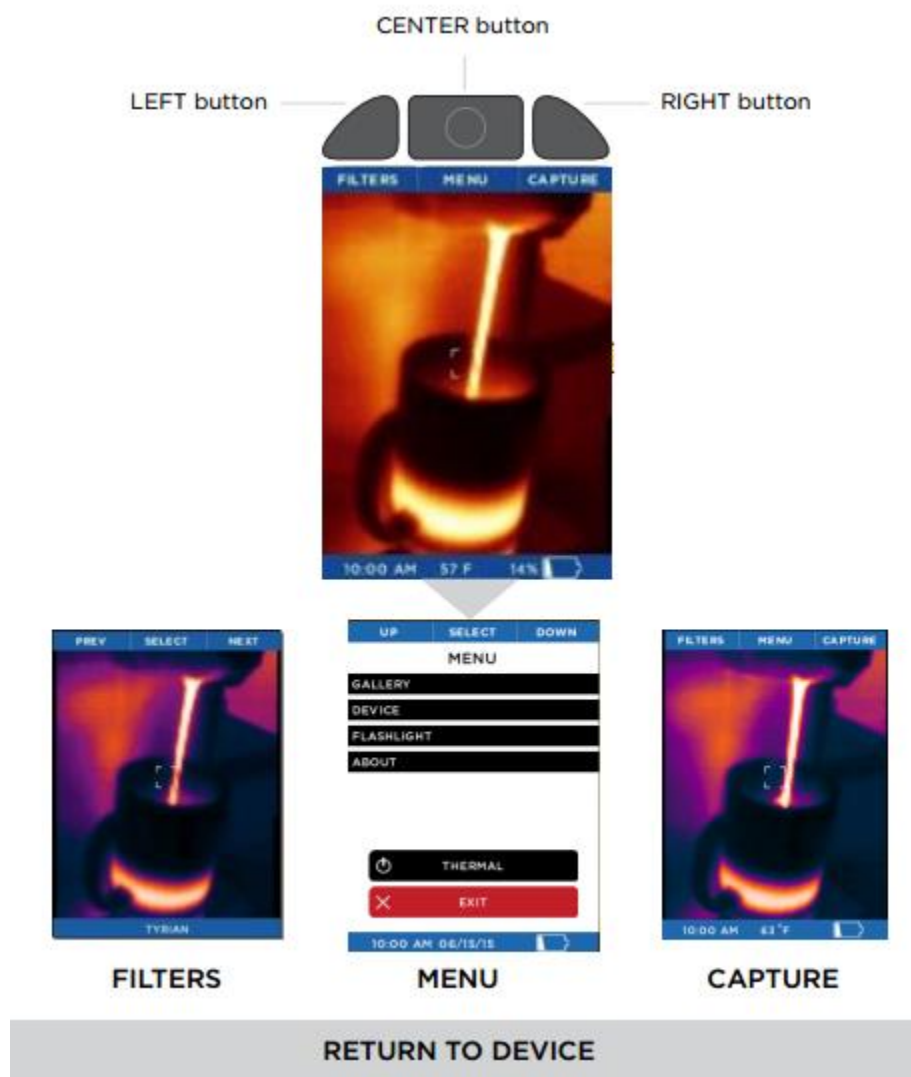 CENTER button
LEFT button
RIGHT button
FILTERS MENU CAPTURE
10:00 AM 57 F 14%
PREV SELECT NEXT
TYRIAN
UP SELECT DOWN
MENU
GALLERY
DEVICE
FLASHLIGHT
ABOUT
THERMAL
EXIT
10:00 AM 06/15/15
FILTERS MENU CAPTURE
10:00 AM 63°F
FILTERS
MENU
CAPTURE
RETURN TO DEVICE